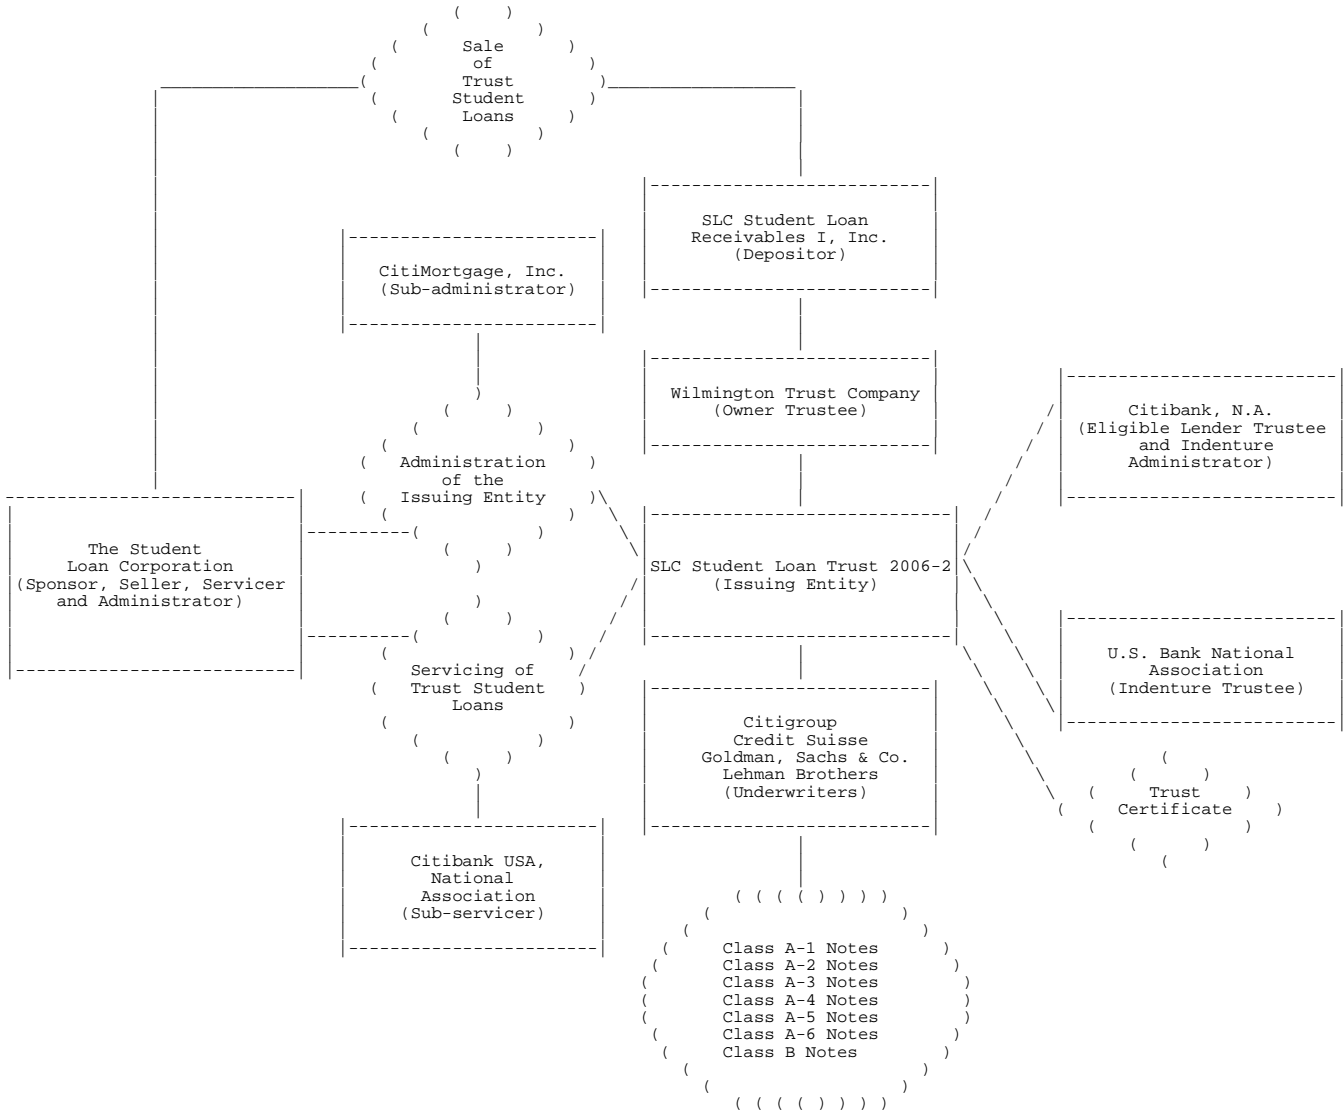 Sale
of
Trust
Student
Loans
SLC Student Loan
Receivables I, Inc.
(Depositor)
CitiMortgage, Inc.
(Sub-administrator)
Wilmington Trust Company
(Owner Trustee)
Citibank, N.A.
(Eligible Lender Trustee
and Indenture
Administrator)
Administration
of the
Issuing Entity
The Student
Loan Corporation
(Sponsor, Seller, Servicer
and Administrator)
SLC Student Loan Trust 2006-2
(Issuing Entity)
U.S. Bank National
Association
(Indenture Trustee)
Servicing of
Trust Student
Loans
Citigroup
Credit Suisse
Goldman, Sachs & Co.
Lehman Brothers
(Underwriters)
Trust
Certificate
Citibank USA,
National
Association
(Sub-servicer)
Class A-1 Notes
Class A-2 Notes
Class A-3 Notes
Class A-4 Notes
Class A-5 Notes
Class A-6 Notes
Class B Notes